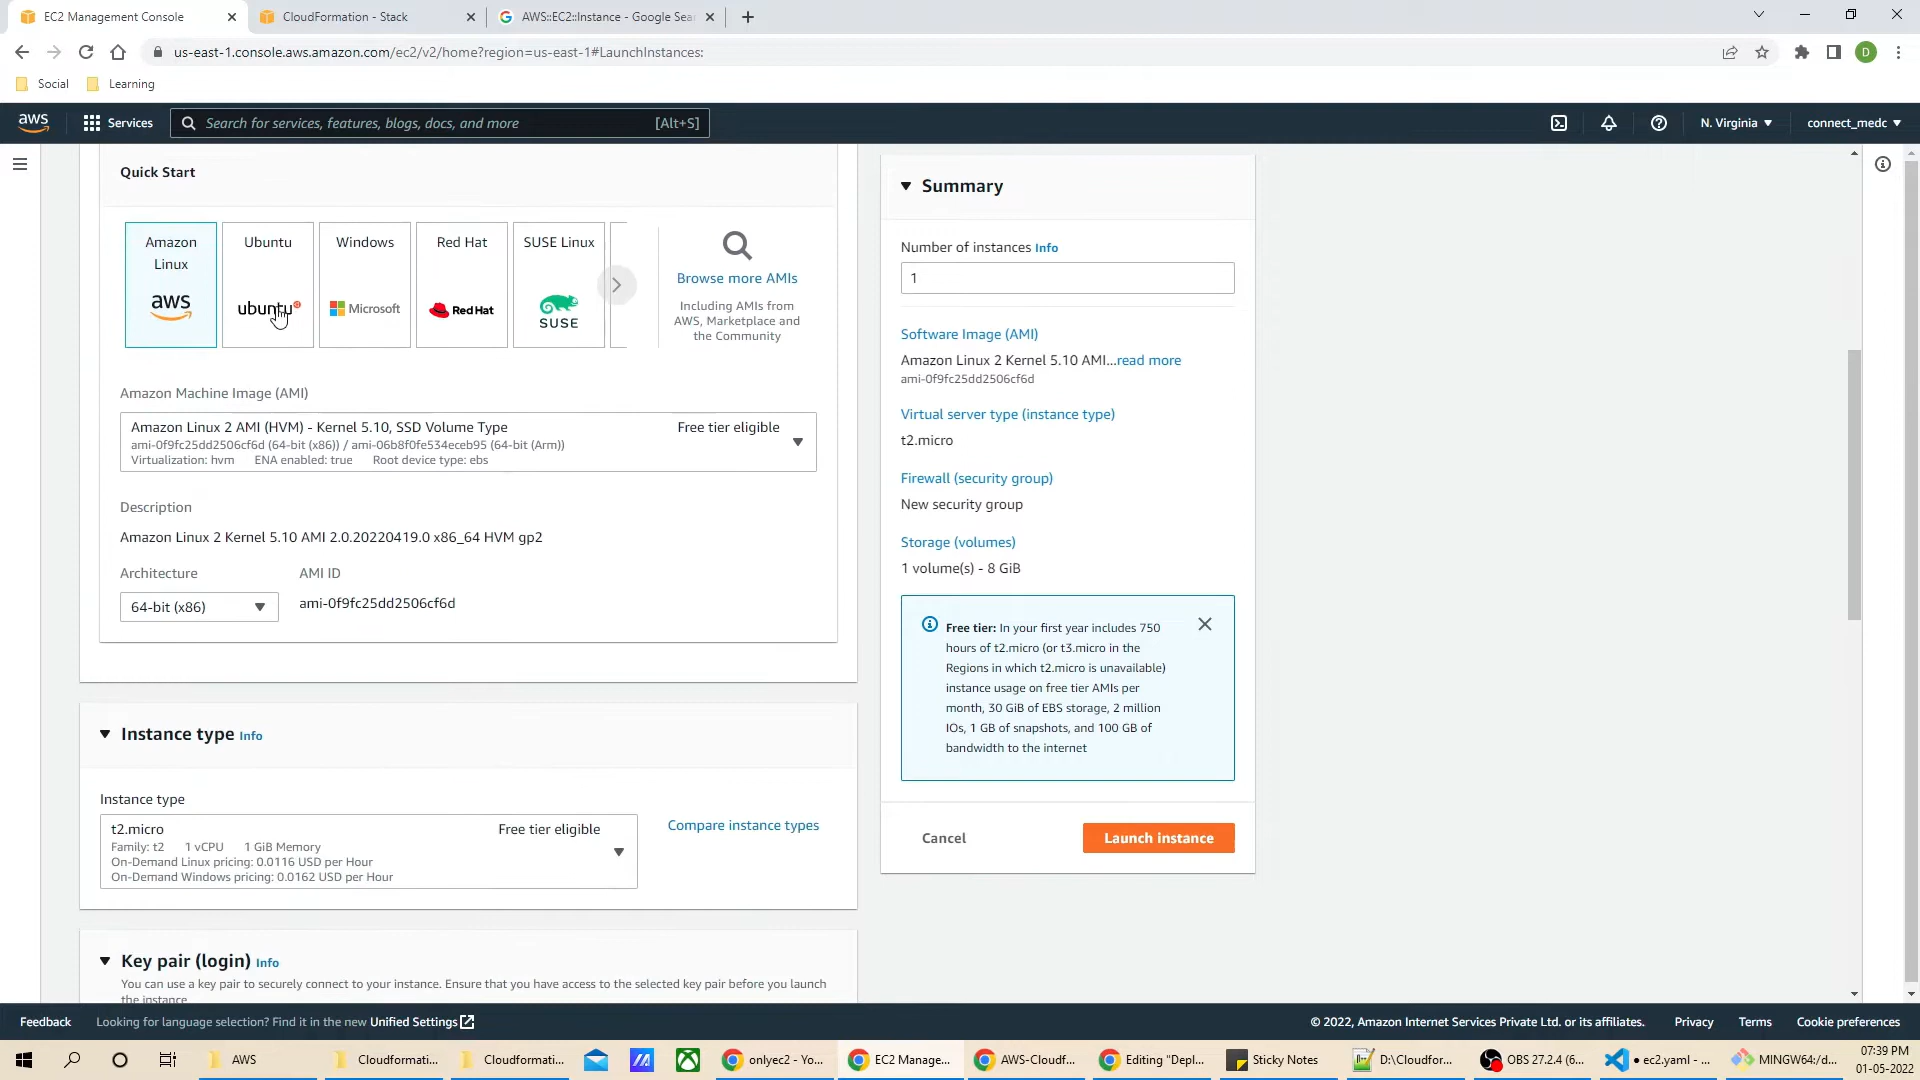 EC2 Management Console
CloudFormation - Stack
AWS::EC2::Instance - Google Sear
us-east-1.console.aws.amazon.com/ec2/v2/home?region=us-east-1#LaunchInstances:
D
Social
Learning
aws
Services
Search for services, features, blogs, docs, and more
[Alt+S]
N. Virginia
connect_medc
Quick Start
Amazon Linux
aws
Ubuntu
ubuntu
Windows
Microsoft
Red Hat
Red Hat
SUSE Linux
SUSE
Browse more AMIs
Including AMIs from
AWS, Marketplace and
the Community
Amazon Machine Image (AMI)
Amazon Linux 2 AMI (HVM) - Kernel 5.10, SSD Volume Type
Free tier eligible
ami-0f9fc25dd2506cf6d (64-bit (x86)) / ami-06b8f0fe534eceb95 (64-bit (Arm))
Virtualization: hvm ENA enabled: true Root device type: ebs
Description
Amazon Linux 2 Kernel 5.10 AMI 2.0.20220419.0 x86_64 HVM gp2
Architecture
AMI ID
64-bit (x86)
ami-0f9fc25dd2506cf6d
Instance type Info
Instance type
t2.micro
Free tier eligible
Family: t2 1 vCPU 1 GiB Memory
On-Demand Linux pricing: 0.0116 USD per Hour
On-Demand Windows pricing: 0.0162 USD per Hour
Compare instance types
Key pair (login) Info
You can use a key pair to securely connect to your instance. Ensure that you have access to the selected key pair before you launch
the instance.
Summary
Number of instances Info
1
Software Image (AMI)
Amazon Linux 2 Kernel 5.10 AMI...read more
ami-0f9fc25dd2506cf6d
Virtual server type (instance type)
t2.micro
Firewall (security group)
New security group
Storage (volumes)
1 volume(s) - 8 GiB
Free tier: In your first year includes 750
hours of t2.micro (or t3.micro in the
Regions in which t2.micro is unavailable)
instance usage on free tier AMIs per
month, 30 GiB of EBS storage, 2 million
IOs, 1 GB of snapshots, and 100 GB of
bandwidth to the internet
Cancel
Launch instance
Feedback
Looking for language selection? Find it in the new Unified Settings
© 2022, Amazon Internet Services Private Ltd. or its affiliates.
Privacy
Terms
Cookie preferences
AWS
Cloudformati...
Cloudformati...
onlyec2 - Yo...
EC2 Manage...
AWS-Cloudf...
Editing "Depl...
Sticky Notes
D:\Cloudfor...
OBS 27.2.4 (6...
● ec2.yaml - ...
MINGW64:/d...
07:39 PM
01-05-2022